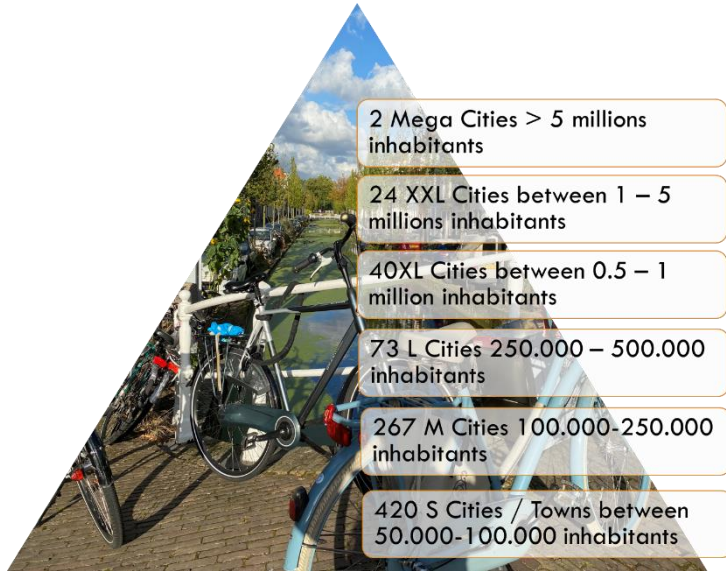 2 Mega Cities > 5 millions
inhabitants
24 XXL Cities between 1 – 5
millions inhabitants
40XL Cities between 0.5 – 1
million inhabitants
73 L Cities 250.000 – 500.000
inhabitants
267 M Cities 100.000-250.000
inhabitants
420 S Cities / Towns between
50.000-100.000 inhabitants